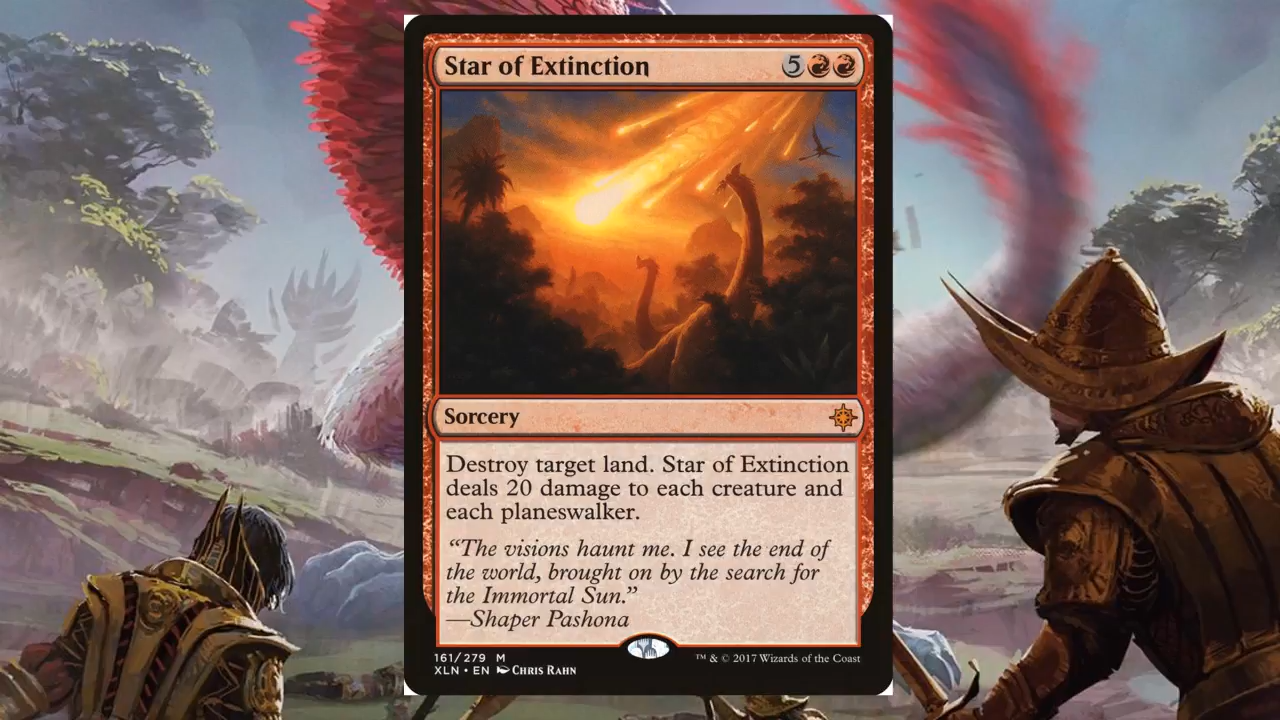 Star of Extinction 5
Sorcery
Destroy target land. Star of Extinction
deals 20 damage to each creature and
each planeswalker.
“The visions haunt me. I see the end of
the world, brought on by the search for
the Immortal Sun.”
—Shaper Pashona
161/279 M
XLN • EN Chris Rahn
™ & © 2017 Wizards of the Coast